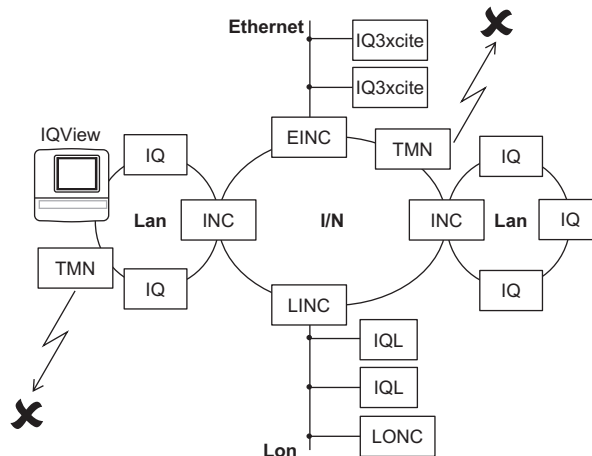 Ethernet
IQ3xcite
IQ3xcite
IQView
IQ
EINC
TMN
IQ
Lan
INC
I/N
INC
Lan
IQ
TMN
IQ
LINC
IQ
IQL
IQL
LONC
Lon